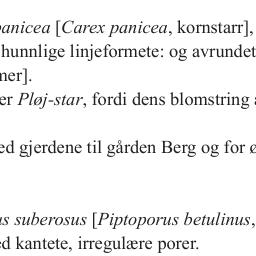 panicea [Carex panicea, kornstarr],
hunnlige linjeformete: og avrundet
mer].
er Pløj-star, fordi dens blomstring
ed gjerdene til gården Berg og for
us suberosus [Piptoporus betulinus,
ed kantete, irregulære porer.